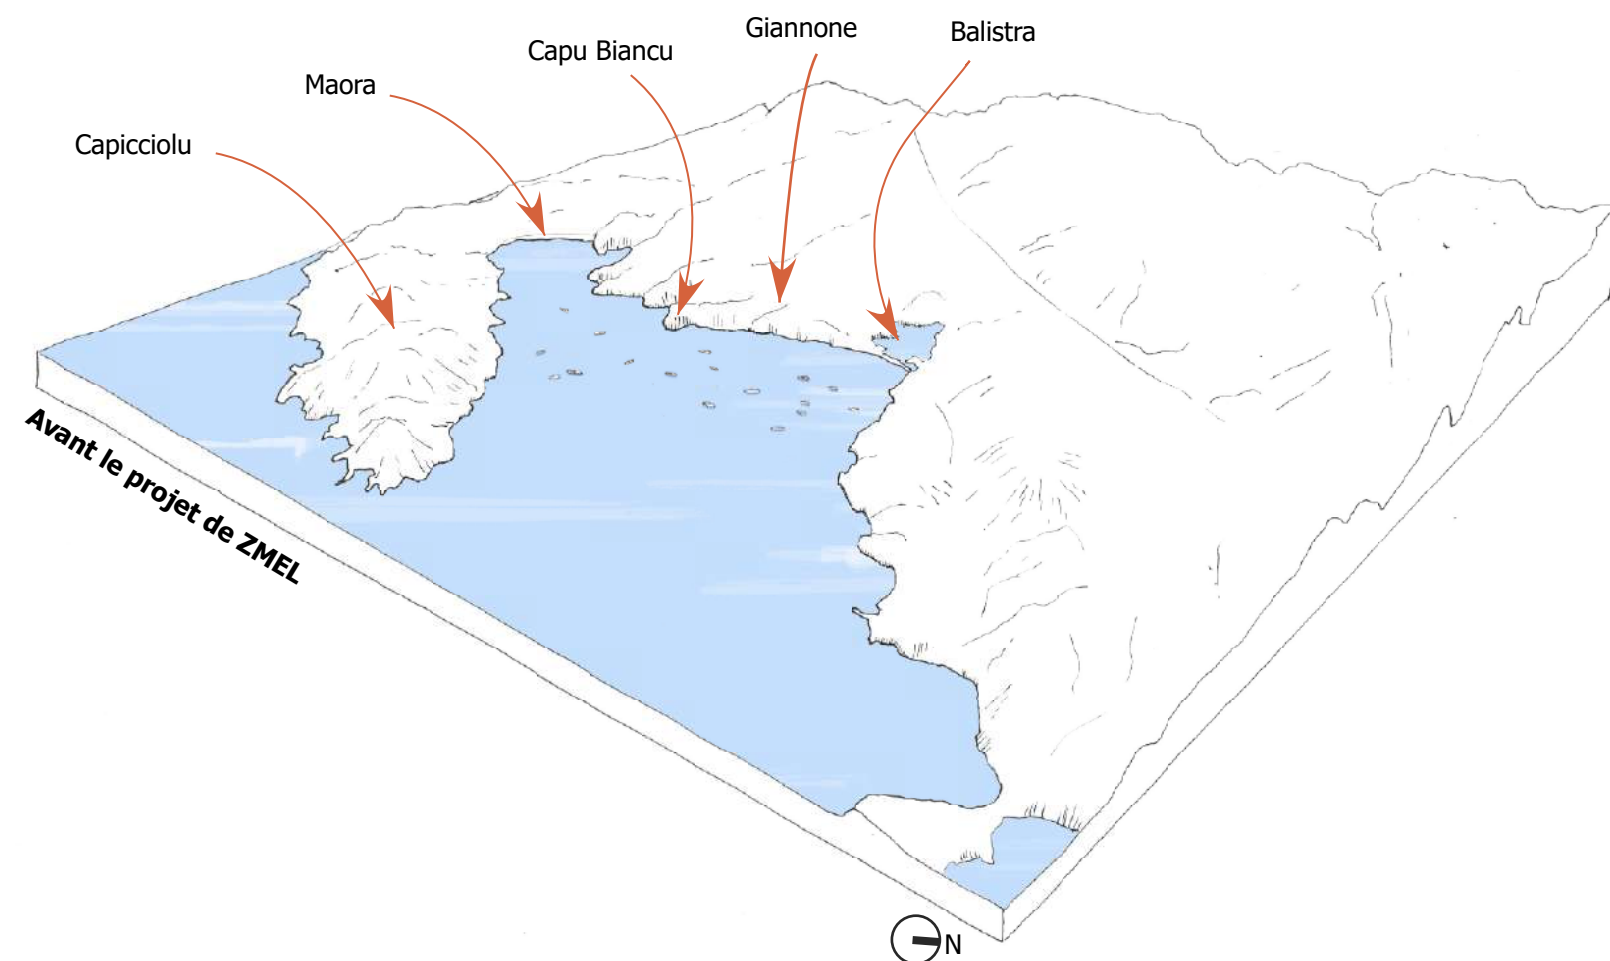 Giannone
Balistra
Capu Biancu
Maora
Capicciolu
Avant le projet de ZMEL
N